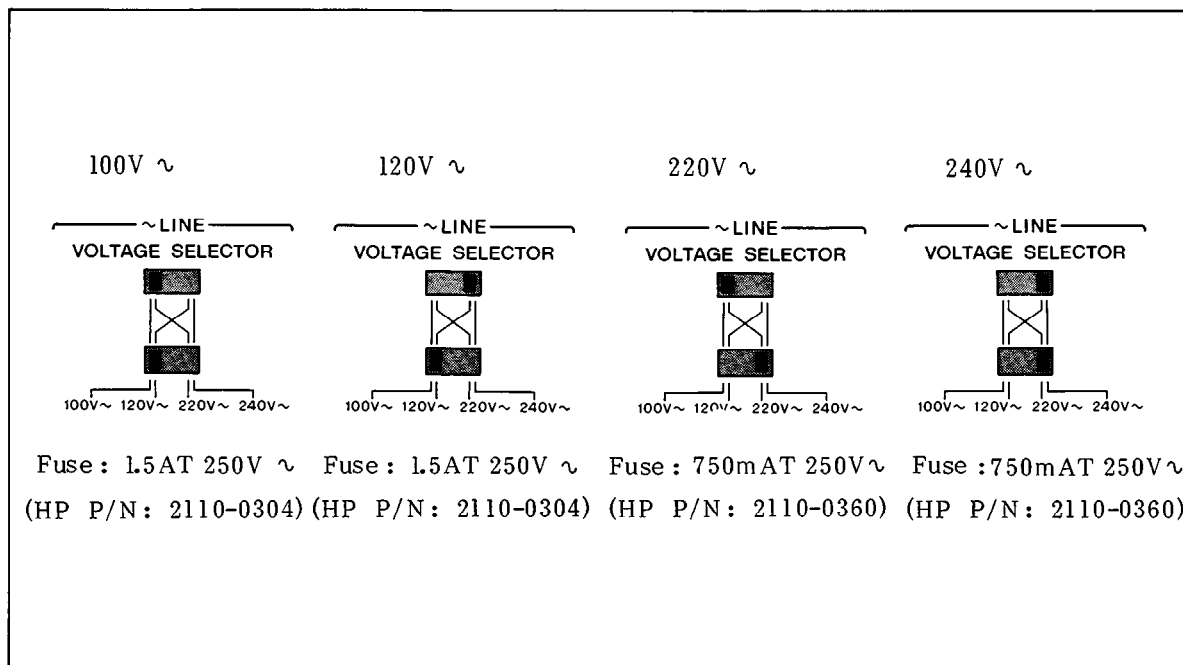 100V ~ 120V ~ 220V ~ 240V ~
~LINE ~LINE ~LINE ~LINE
VOLTAGE SELECTOR VOLTAGE SELECTOR VOLTAGE SELECTOR VOLTAGE SELECTOR
100V~ 120V~ 220V~ 240V~ 100V~ 120V~ 220V~ 240V~ 100V~ 120V~ 220V~ 240V~ 100V~ 120V~ 220V~ 240V~
Fuse: 1.5AT 250V ~ Fuse: 1.5AT 250V ~ Fuse: 750mAT 250V~ Fuse :750mAT 250V~
(HP P/N: 2110-0304) (HP P/N: 2110-0304) (HP P/N: 2110-0360) (HP P/N: 2110-0360)